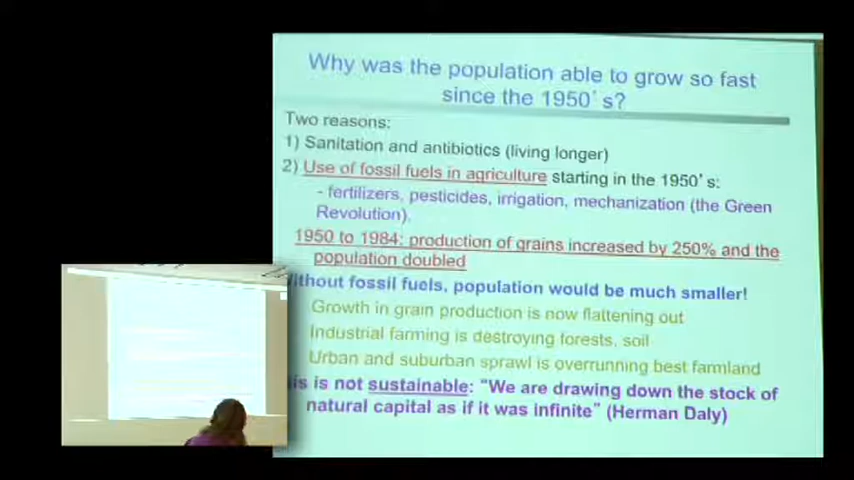 Why was the population able to grow so fast
since the 1950's?
Two reasons:
1) Sanitation and antibiotics (living longer)
2) Use of fossil fuels in agriculture starting in the 1950's:
- fertilizers, pesticides, irrigation, mechanization (the Green
Revolution).
1950 to 1984: production of grains increased by 250% and the
population doubled
ithout fossil fuels, population would be much smaller!
Growth in grain production is now flattening out
Industrial farming is destroying forests, soil
Urban and suburban sprawl is overrunning best farmland
is is not sustainable: "We are drawing down the stock of
natural capital as if it was infinite" (Herman Daly)